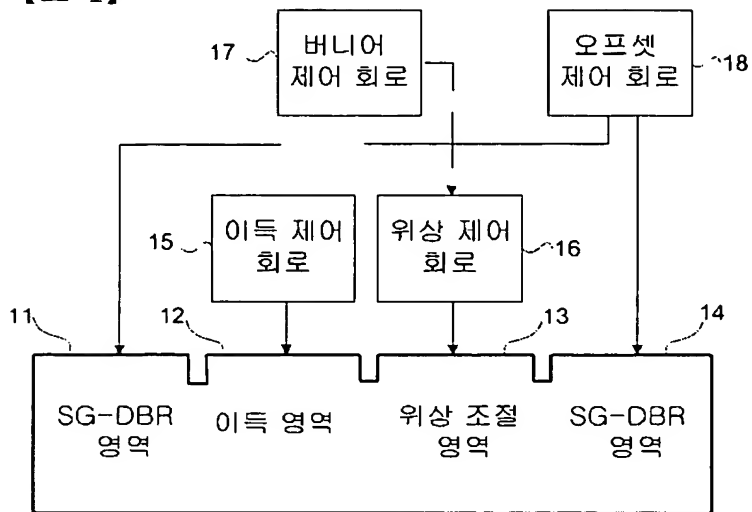 17
버니어
제어 회로
오프셋
제어 회로
18
15
이득 제어
회로
위상 제어
회로
16
11
12
13
14
SG-DBR
영역
이득 영역
위상 조절
영역
SG-DBR
영역